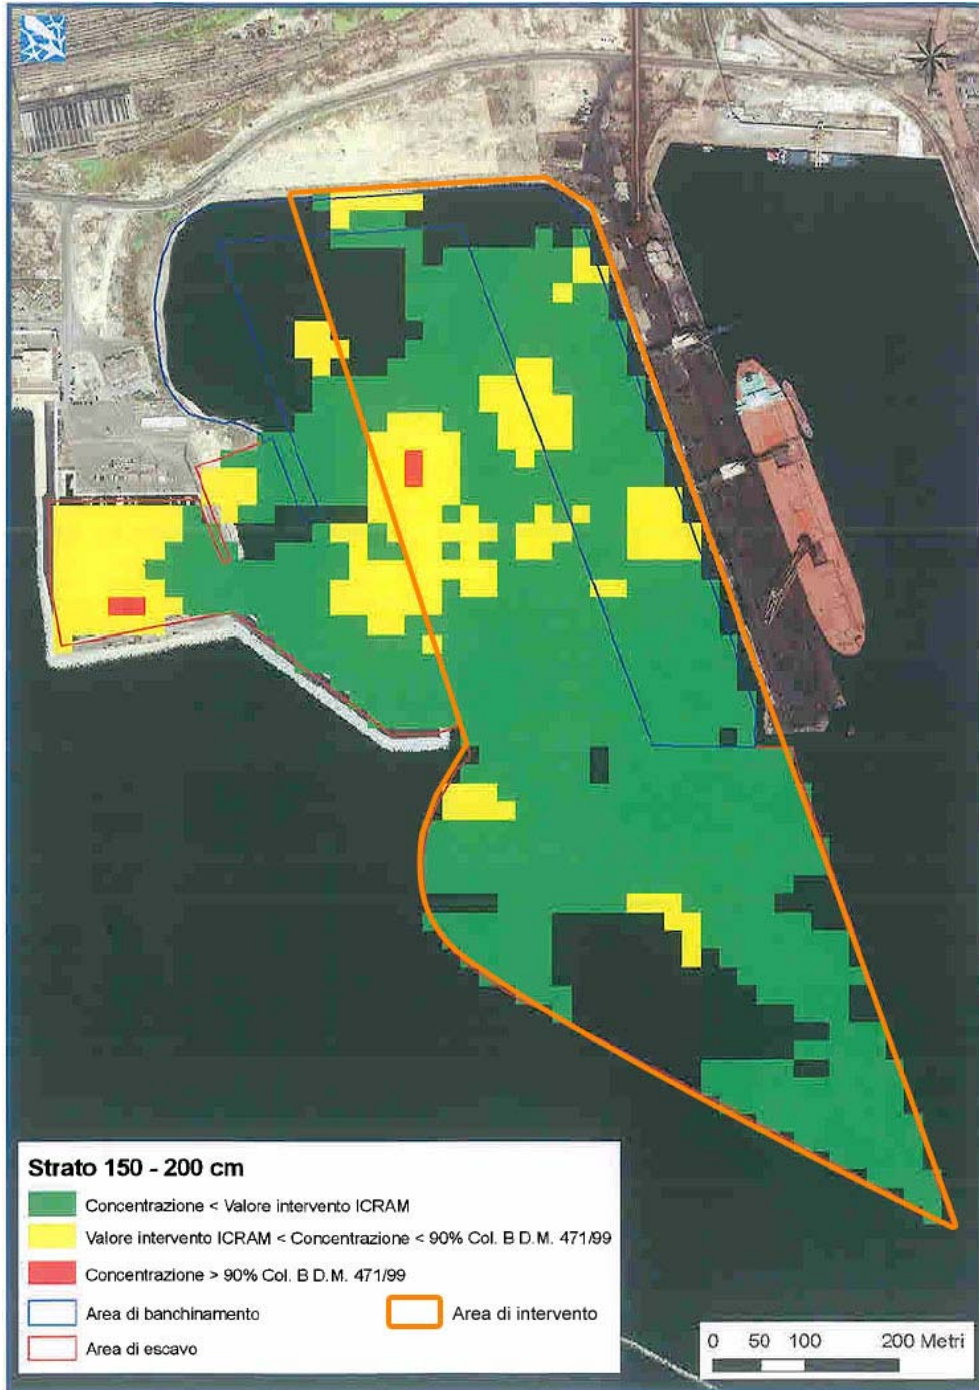 Strato 150 - 200 cm
Concentrazione < Valore intervento ICRAM
Valore intervento ICRAM < Concentrazione < 90% Col. B D.M. 471/99
Concentrazione > 90% Col. B D.M. 471/99
Area di banchinamento
Area di intervento
Area di escavo
0 50 100 200 Metri